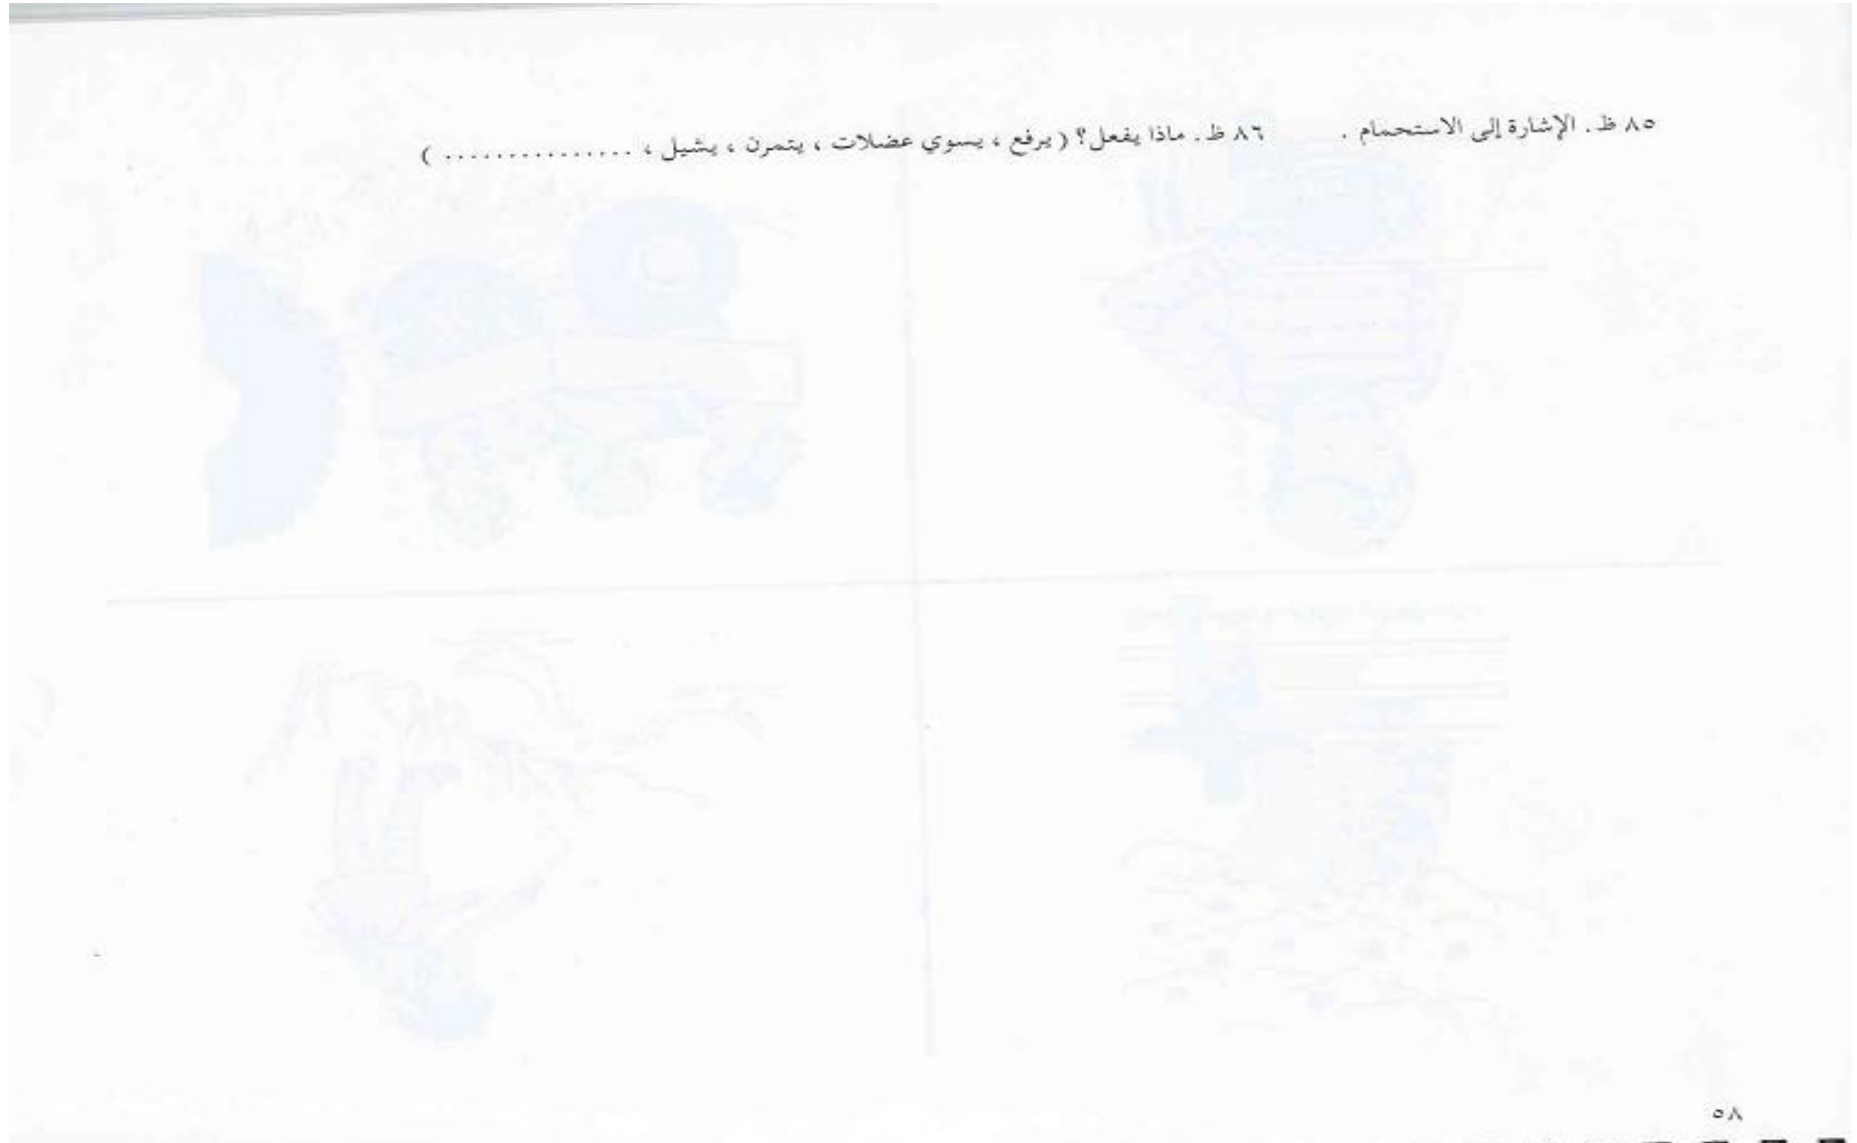 ٨٥ ظ. الإشارة إلى الاستحمام . ٨٦ ظ. ماذا يفعل؟ ( يرفع ، يسوي عضلات ، يتمرن ، يشيل ، ................ )
٥٨